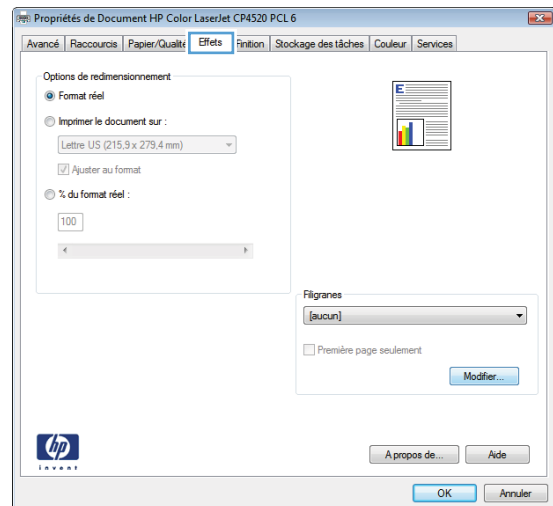 Propriétés de Document HP Color LaserJet CP4520 PCL 6
Avancé Raccourcis Papier/Qualité Effets Finition Stockage des tâches Couleur Services
Options de redimensionnement
Format réel
E
Imprimer le document sur :
Lettre US (215,9 x 279,4 mm)
Ajuster au format
% du format réel :
100
Filigranes
[aucun]
Première page seulement
Modifier...
hp
invent
A propos de... Aide
OK Annuler